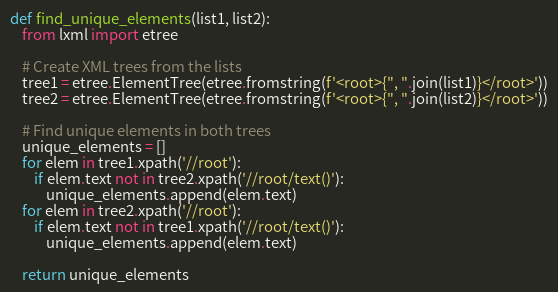 def find_unique_elements(list1, list2):
from lxml import etree
# Create XML trees from the lists
tree1 = etree.ElementTree(etree.fromstring(f'<root>{", ".join(list1)}</root>'))
tree2 = etree.ElementTree(etree.fromstring(f'<root>{", ".join(list2)}</root>'))
# Find unique elements in both trees
unique_elements = []
for elem in tree1.xpath('//root'):
if elem.text not in tree2.xpath('//root/text()'):
unique_elements.append(elem.text)
for elem in tree2.xpath('//root'):
if elem.text not in tree1.xpath('//root/text()'):
unique_elements.append(elem.text)
return unique_elements